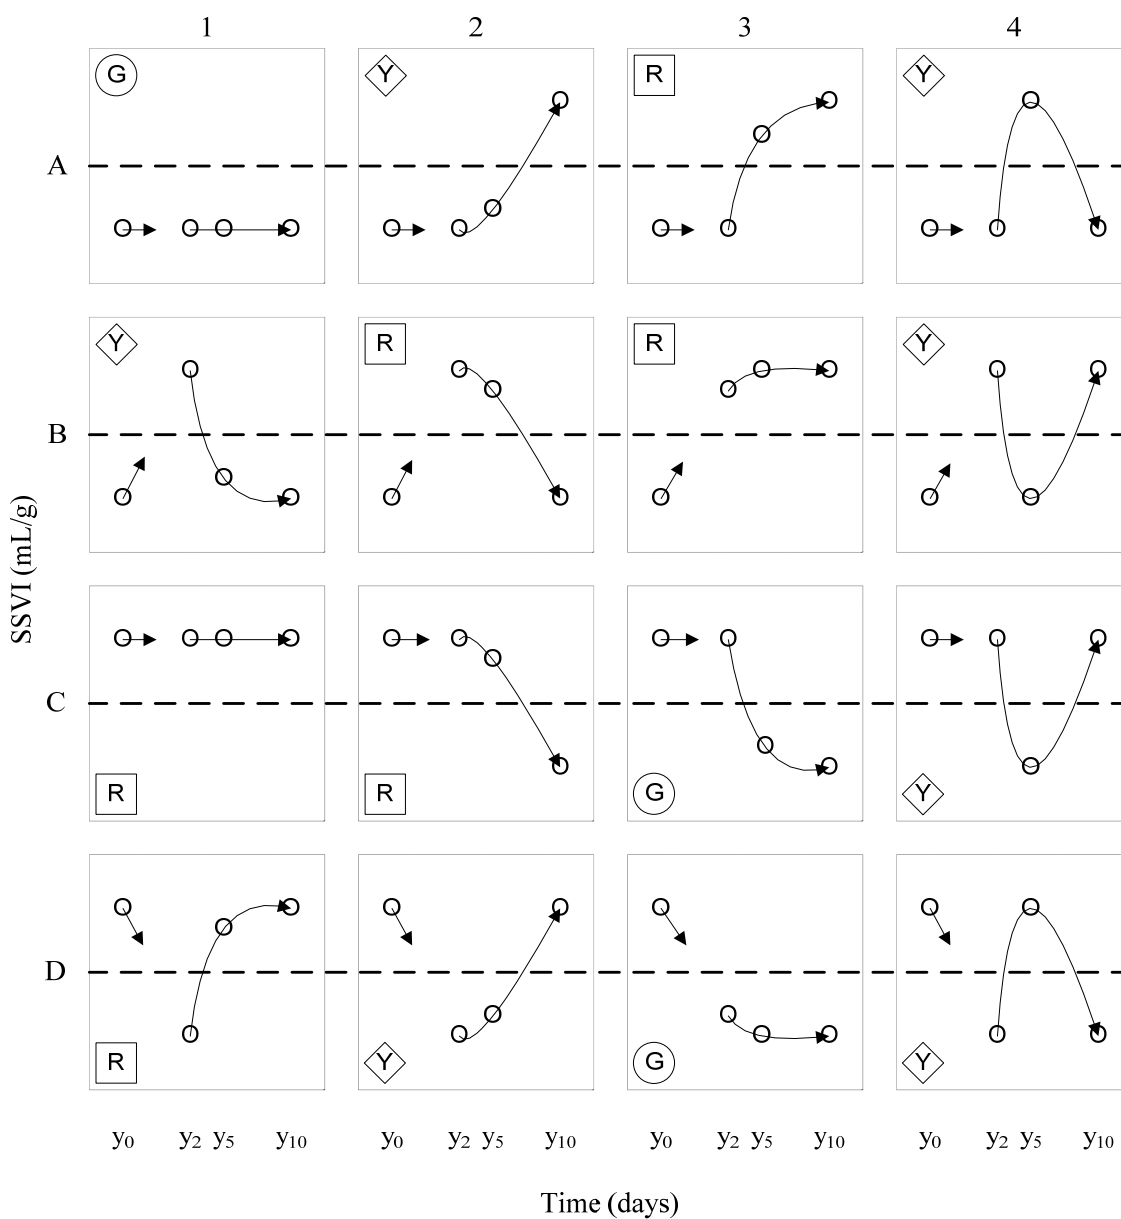 1 2 3 4
G Y R Y
A
Y R R Y
B
SSVI (mL/g)
C
R R G Y
D
R Y G Y
y₀ y₂ y₅ y₁₀ y₀ y₂ y₅ y₁₀ y₀ y₂ y₅ y₁₀ y₀ y₂ y₅ y₁₀
Time (days)